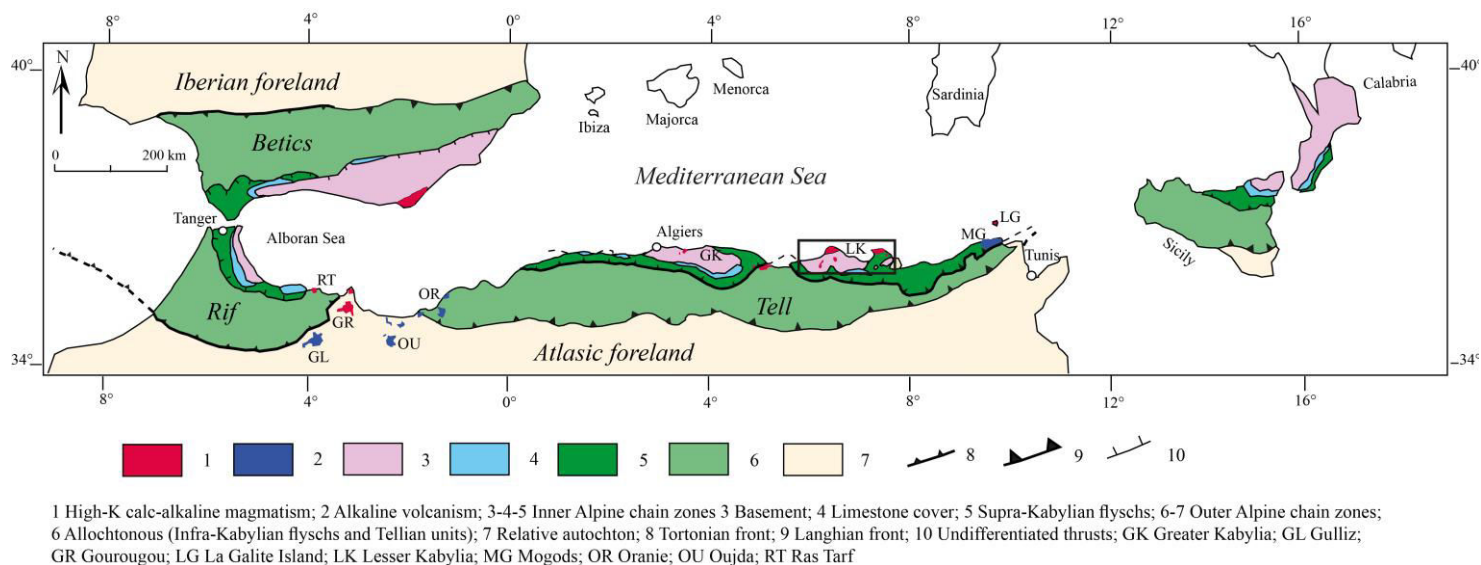 8° 4° 0° 4° 8° 12° 16°
40° 40°
N
Iberian foreland
Menorca
Calabria
Sardinia
Ibiza
Majorca
0 200 km
Betics
Mediterranean Sea
Tanger
LG
Alboran Sea
Algiers
LK
MG
GK
Tunis
Sicily
RT
OR
Rif
GR
Tell
GL
OU
Atlasic foreland
34° 34°
8° 4° 0° 4° 8° 12° 16°
1 2 3 4 5 6 7 8 9 10
1 High-K calc-alkaline magmatism; 2 Alkaline volcanism; 3-4-5 Inner Alpine chain zones 3 Basement; 4 Limestone cover; 5 Supra-Kabylian flyschs; 6-7 Outer Alpine chain zones;
6 Allochtonous (Infra-Kabylian flyschs and Tellian units); 7 Relative autochton; 8 Tortonian front; 9 Langhian front; 10 Undifferentiated thrusts; GK Greater Kabylia; GL Gulliz;
GR Gourougou; LG La Galite Island; LK Lesser Kabylia; MG Mogods; OR Oranie; OU Oujda; RT Ras Tarf